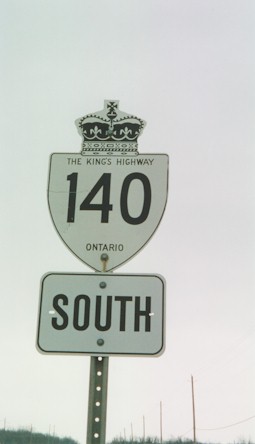 THE KING'S HIGHWAY
140
ONTARIO
SOUTH